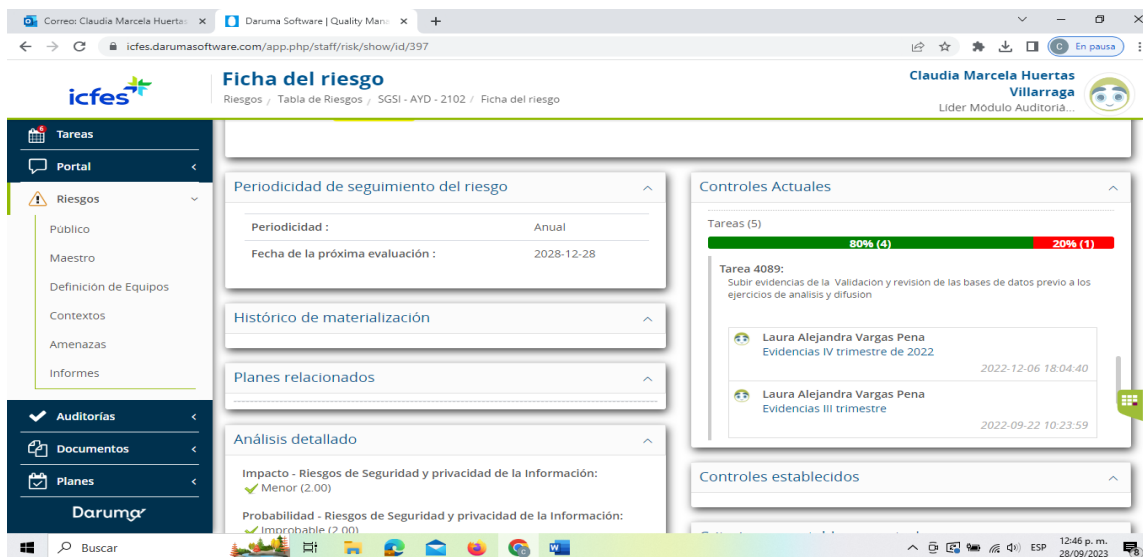 Correo: Claudia Marcela Huertas
Daruma Software | Quality Mana
icfes.darumasoftware.com/app.php/staff/risk/show/id/397
C
En pausa
icfes
Ficha del riesgo
Riesgos / Tabla de Riesgos / SGSI - AYD - 2102 / Ficha del riesgo
Claudia Marcela Huertas
Villarraga
Líder Módulo Auditoriá...
6
Tareas
Portal
Riesgos
Público
Maestro
Definición de Equipos
Contextos
Amenazas
Informes
Auditorías
Documentos
Planes
Daruma
Periodicidad de seguimiento del riesgo
Periodicidad : Anual
Fecha de la próxima evaluación : 2028-12-28
Histórico de materialización
Planes relacionados
Análisis detallado
Impacto - Riesgos de Seguridad y privacidad de la Información:
Menor (2.00)
Probabilidad - Riesgos de Seguridad y privacidad de la Información:
Improbable (2.00)
Controles Actuales
Tareas (5)
80% (4) 20% (1)
Tarea 4089:
Subir evidencias de la Validacion y revision de las bases de datos previo a los
ejercicios de analisis y difusión
Laura Alejandra Vargas Pena
Evidencias IV trimestre de 2022
2022-12-06 18:04:40
Laura Alejandra Vargas Pena
Evidencias III trimestre
2022-09-22 10:23:59
Controles establecidos
Buscar
ESP
12:46 p. m.
28/09/2023